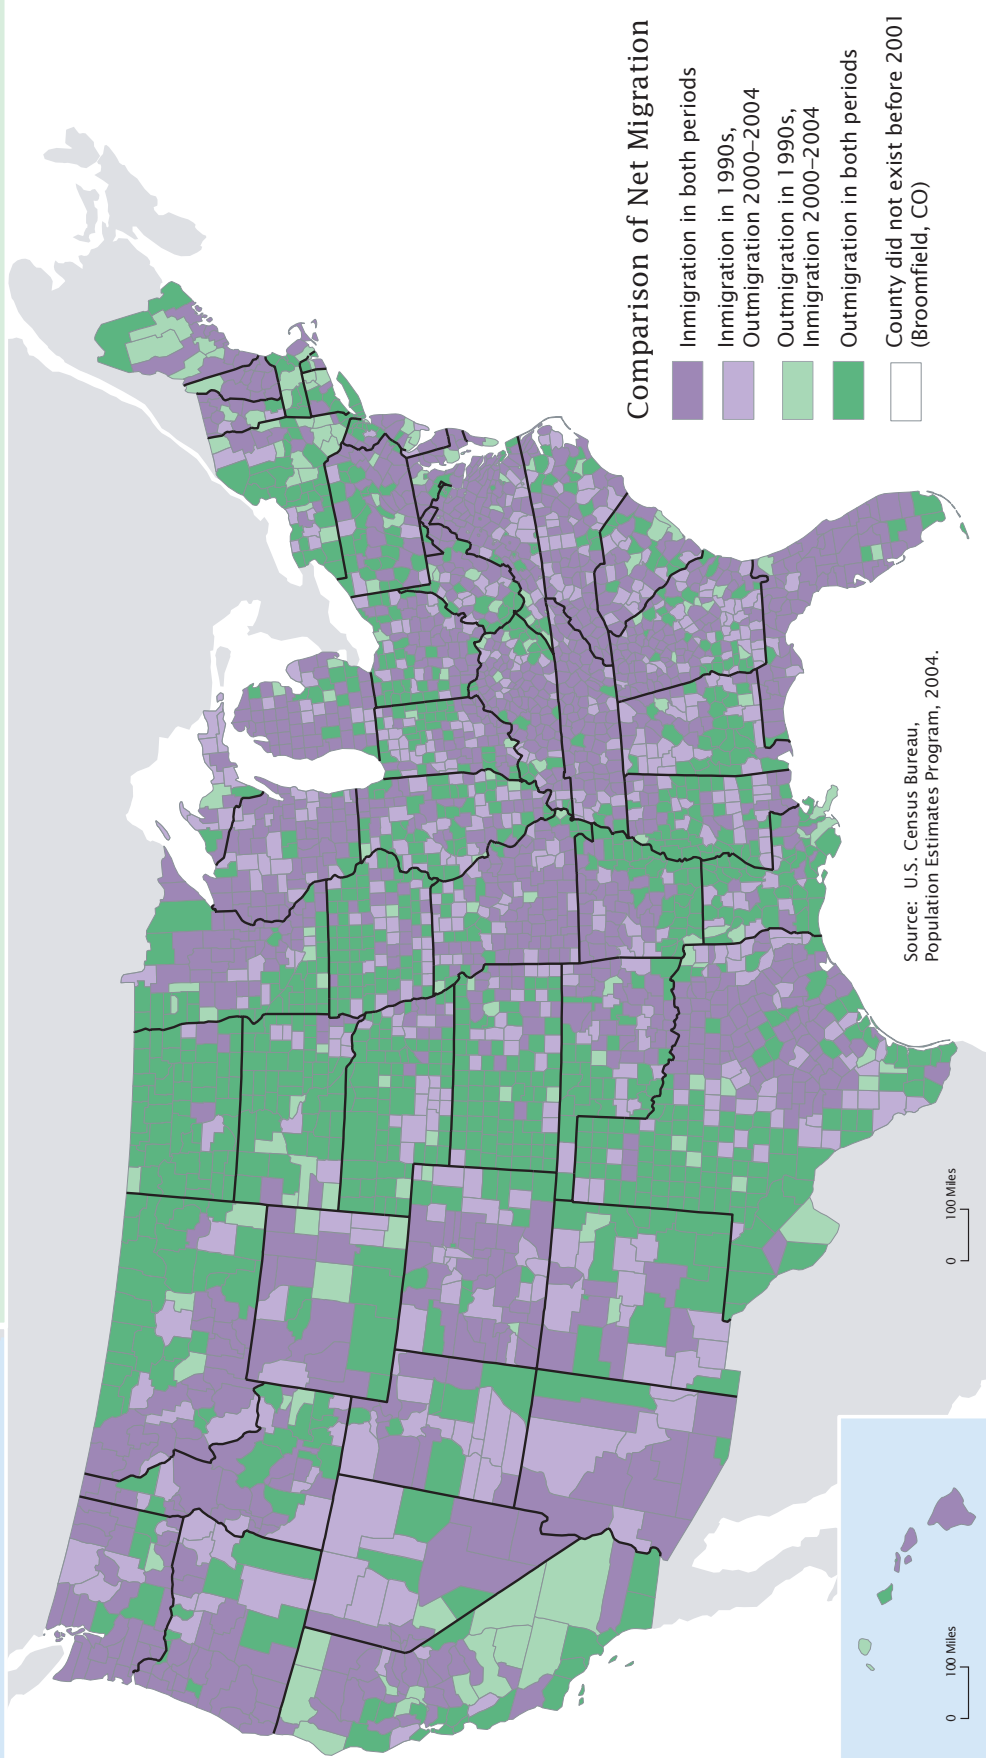 Comparison of Net Migration
Inmigration in both periods
Inmigration in 1990s,
Outmigration 2000–2004
Outmigration in 1990s,
Inmigration 2000–2004
Outmigration in both periods
County did not exist before 2001
(Broomfield, CO)
Source: U.S. Census Bureau,
Population Estimates Program, 2004.
0 100 Miles
0 100 Miles